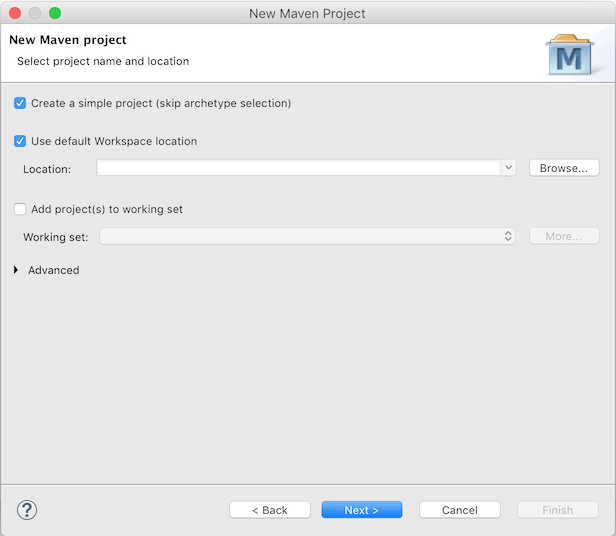 New Maven Project
New Maven project
Select project name and location
M
Create a simple project (skip archetype selection)
Use default Workspace location
Location:
Browse...
Add project(s) to working set
Working set:
More...
Advanced
?
< Back
Next >
Cancel
Finish